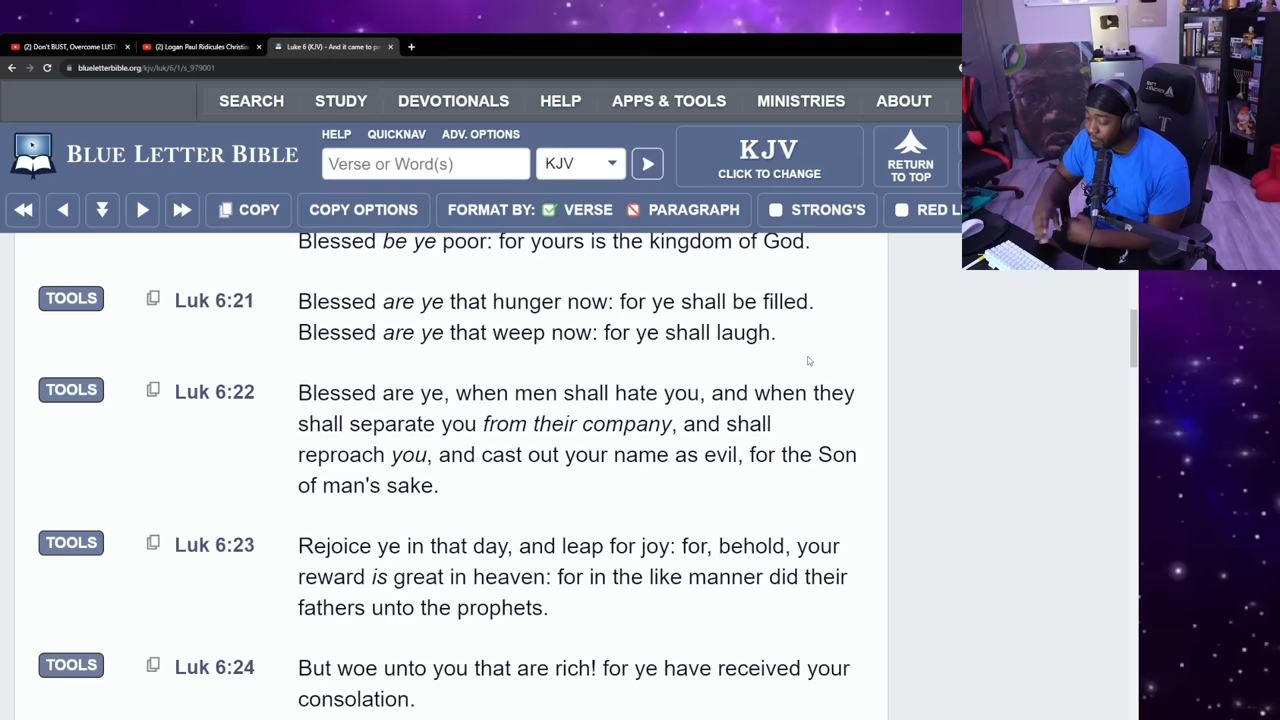 (2) Don't BUST, Overcome LUST
(2) Logan Paul Ridicules Christia
Luke 6 (KJV) - And it came to p
blueletterbible.org/kjv/luk/6/1/s_979001
SEARCH STUDY DEVOTIONALS HELP APPS & TOOLS MINISTRIES ABOUT
HELP QUICKNAV ADV. OPTIONS
BLUE LETTER BIBLE
Verse or Word(s)
KJV
KJV
CLICK TO CHANGE
RETURN
TO TOP
COPY COPY OPTIONS FORMAT BY: VERSE PARAGRAPH STRONG'S RED L
Blessed be ye poor: for yours is the kingdom of God.
TOOLS Luk 6:21 Blessed are ye that hunger now: for ye shall be filled.
Blessed are ye that weep now: for ye shall laugh.
TOOLS Luk 6:22 Blessed are ye, when men shall hate you, and when they
shall separate you from their company, and shall
reproach you, and cast out your name as evil, for the Son
of man's sake.
TOOLS Luk 6:23 Rejoice ye in that day, and leap for joy: for, behold, your
reward is great in heaven: for in the like manner did their
fathers unto the prophets.
TOOLS Luk 6:24 But woe unto you that are rich! for ye have received your
consolation.